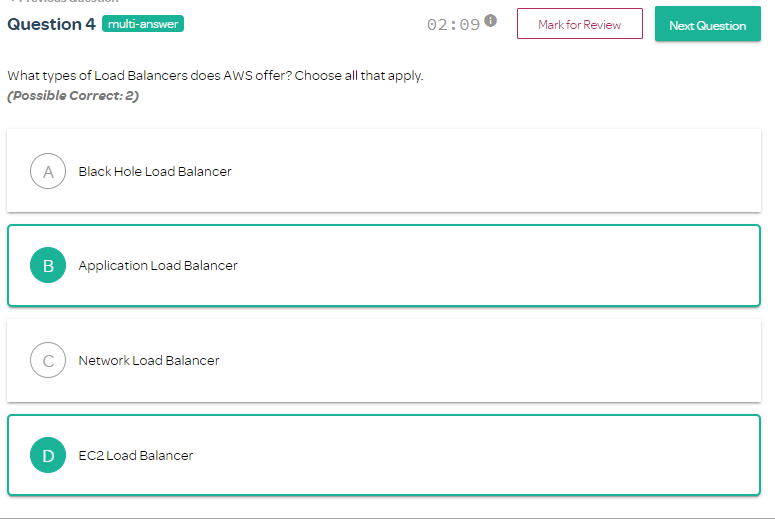 Previous Question
Question 4 multi-answer 02:09 i Mark for Review Next Question
What types of Load Balancers does AWS offer? Choose all that apply.
(Possible Correct: 2)
A Black Hole Load Balancer
B Application Load Balancer
C Network Load Balancer
D EC2 Load Balancer